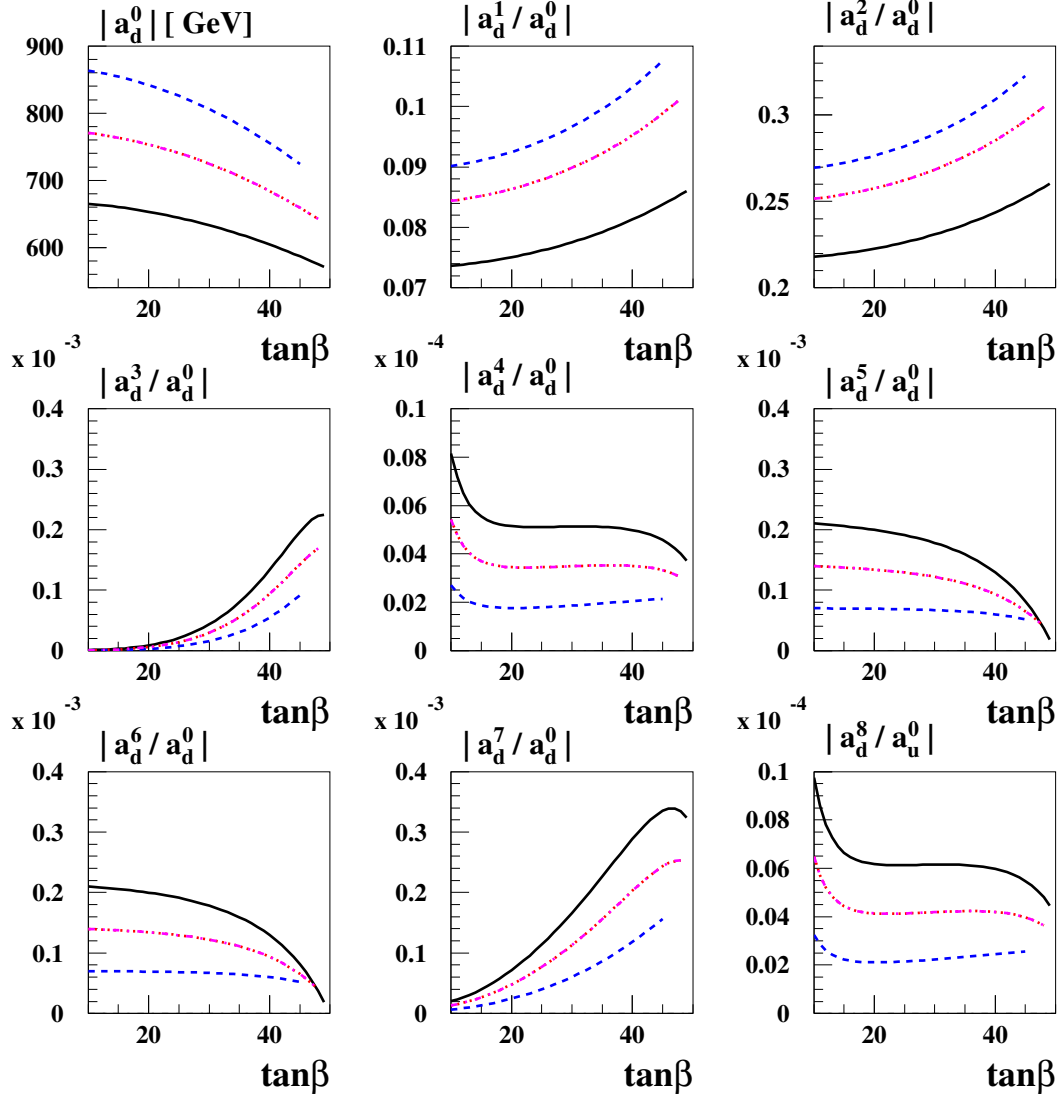 | a_d^0 | [ GeV]
900
800
700
600
20 40
tanβ
| a_d^1 / a_d^0 |
0.11
0.1
0.09
0.08
0.07
20 40
tanβ
| a_d^2 / a_d^0 |
0.3
0.25
0.2
20 40
tanβ
x 10 -3
| a_d^3 / a_d^0 |
0.4
0.3
0.2
0.1
0
20 40
tanβ
x 10 -4
| a_d^4 / a_d^0 |
0.1
0.08
0.06
0.04
0.02
0
20 40
tanβ
x 10 -3
| a_d^5 / a_d^0 |
0.4
0.3
0.2
0.1
0
20 40
tanβ
x 10 -3
| a_d^6 / a_d^0 |
0.4
0.3
0.2
0.1
0
20 40
tanβ
x 10 -3
| a_d^7 / a_d^0 |
0.4
0.3
0.2
0.1
0
20 40
tanβ
x 10 -4
| a_d^8 / a_u^0 |
0.1
0.08
0.06
0.04
0.02
0
20 40
tanβ